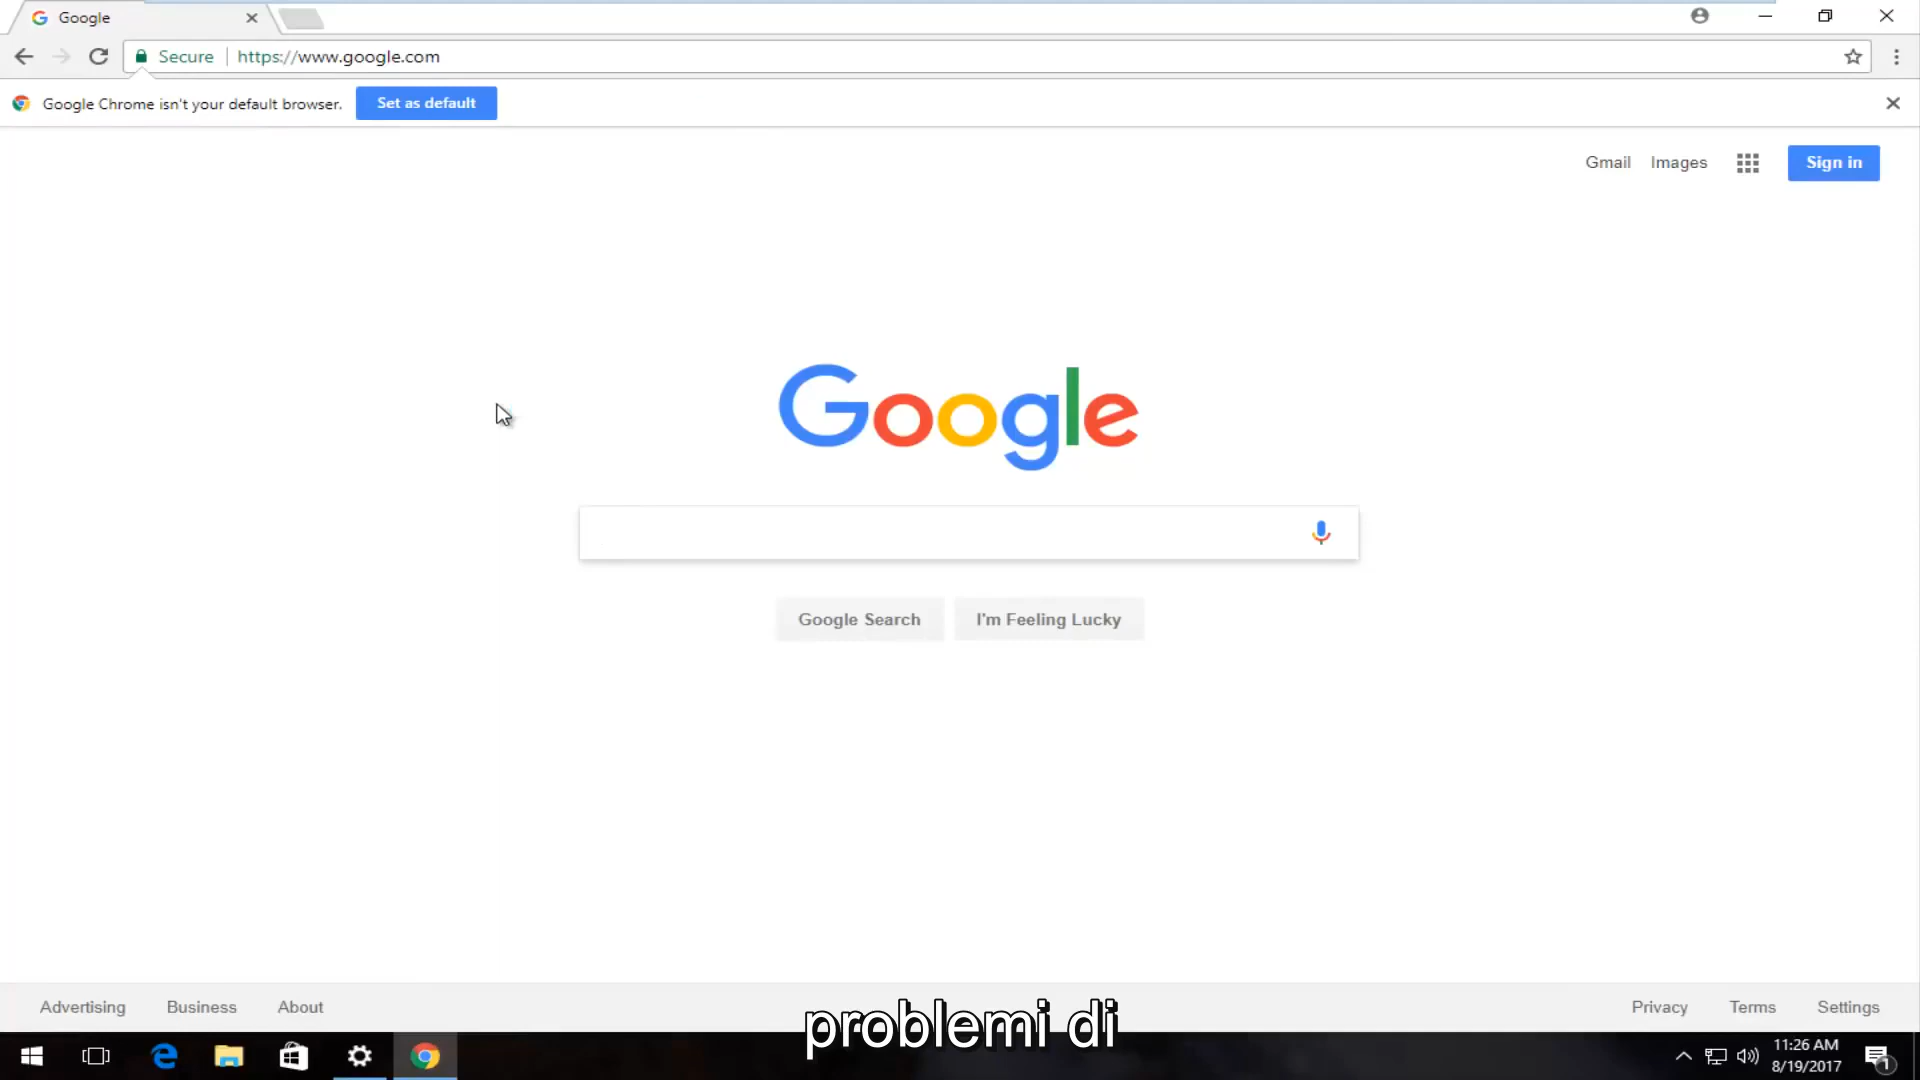 Google
Secure https://www.google.com
Google Chrome isn't your default browser. Set as default
Gmail Images Sign in
Google
Google Search I'm Feeling Lucky
Advertising Business About Privacy Terms Settings
problemi di
11:26 AM
8/19/2017
1